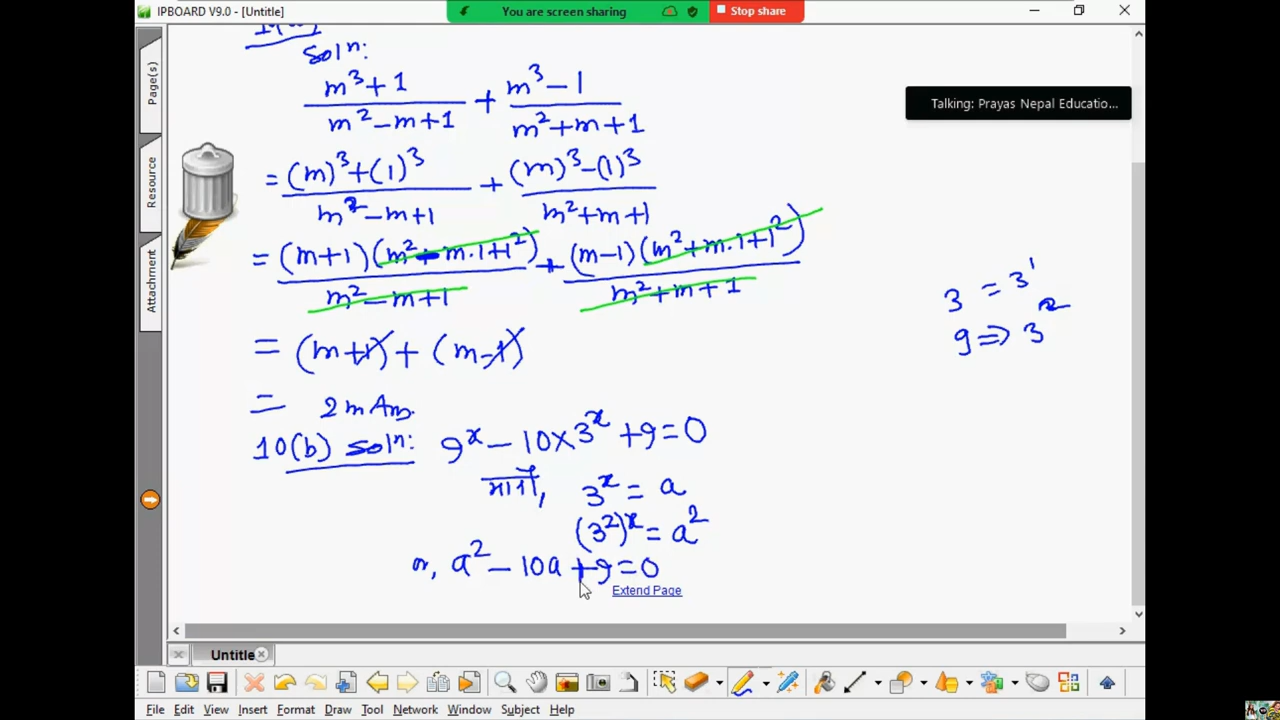 IPBOARD V9.0 - [Untitle]
You are screen sharing
Stop share
Talking: Prayas Nepal Educatio...
Page(s)
Resource
Attachment
Solⁿ:
m³+1/m²-m+1 + m³-1/m²+m+1
= (m)³+(1)³/m²-m+1 + (m)³-(1)³/m²+m+1
= (m+1)(m²-m.1+1²)/m²-m+1 + (m-1)(m²+m.1+1²)/m²+m+1
= (m+1) + (m-1)
= 2m Ans.
3 = 3¹
9 => 3²
10(b) soln: 9ˣ - 10×3ˣ + 9 = 0
मानौं, 3ˣ = a
(3²)ˣ = a²
or, a² - 10a + 9 = 0
Extend Page
Untitle
File Edit View Insert Format Draw Tool Network Window Subject Help